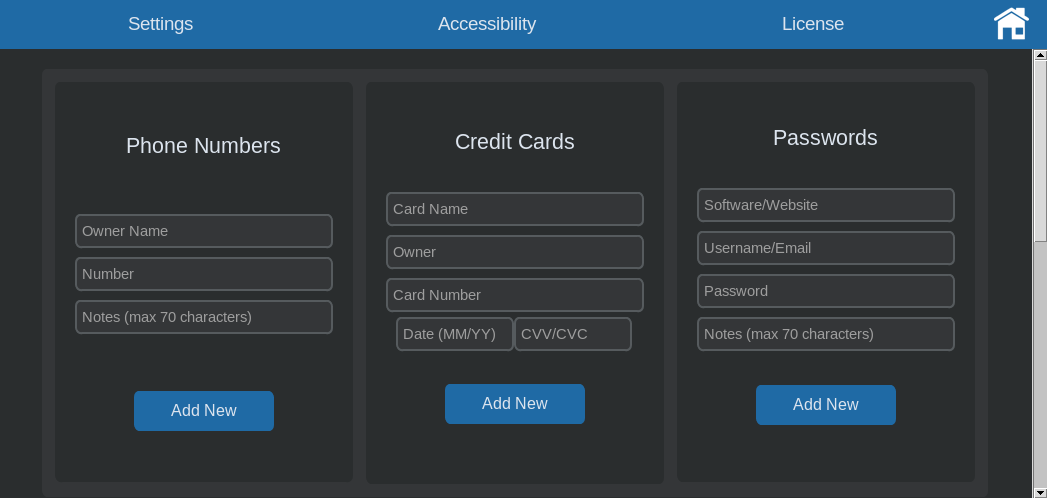 Settings
Accessibility
License
Phone Numbers
Owner Name
Number
Notes (max 70 characters)
Add New
Credit Cards
Card Name
Owner
Card Number
Date (MM/YY)
CVV/CVC
Add New
Passwords
Software/Website
Username/Email
Password
Notes (max 70 characters)
Add New